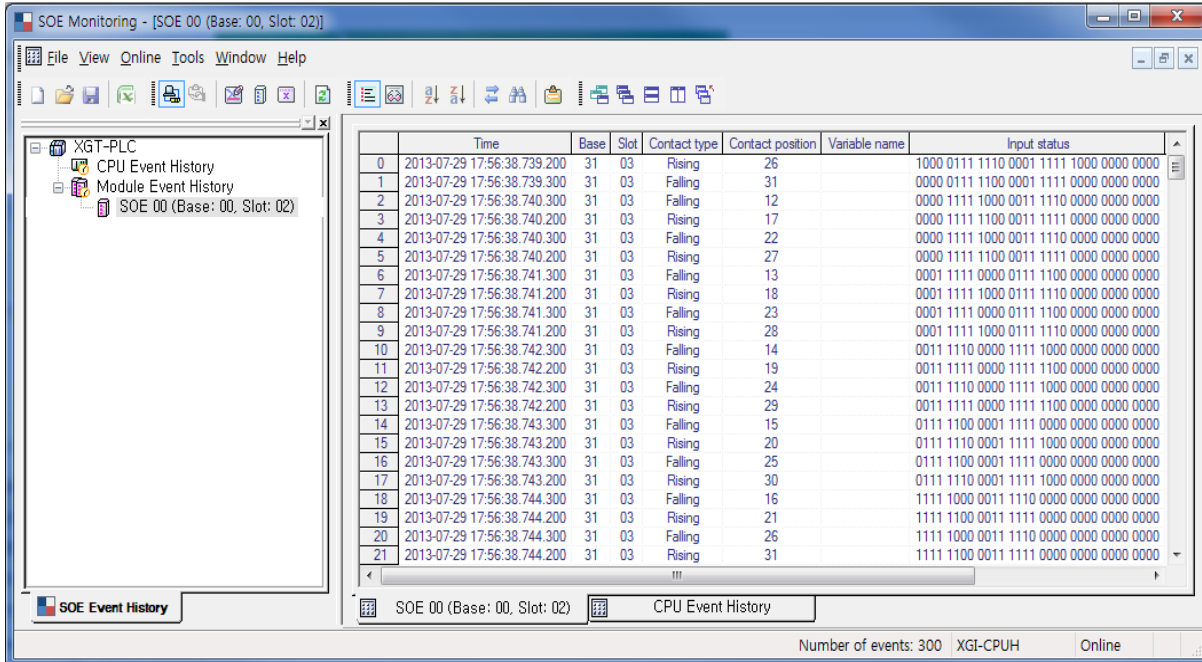 SOE Monitoring - [SOE 00 (Base: 00, Slot: 02)]
File View Online Tools Window Help
XGT-PLC
CPU Event History
Module Event History
SOE 00 (Base: 00, Slot: 02)
SOE Event History
Time Base Slot Contact type Contact position Variable name Input status
0 2013-07-29 17:56:38.739.200 31 03 Rising 26 1000 0111 1110 0001 1111 1000 0000 0000
1 2013-07-29 17:56:38.739.300 31 03 Falling 31 0000 0111 1100 0001 1111 0000 0000 0000
2 2013-07-29 17:56:38.740.300 31 03 Falling 12 0000 1111 1000 0011 1110 0000 0000 0000
3 2013-07-29 17:56:38.740.200 31 03 Rising 17 0000 1111 1100 0011 1111 0000 0000 0000
4 2013-07-29 17:56:38.740.300 31 03 Falling 22 0000 1111 1000 0011 1110 0000 0000 0000
5 2013-07-29 17:56:38.740.200 31 03 Rising 27 0000 1111 1100 0011 1111 0000 0000 0000
6 2013-07-29 17:56:38.741.300 31 03 Falling 13 0001 1111 0000 0111 1100 0000 0000 0000
7 2013-07-29 17:56:38.741.200 31 03 Rising 18 0001 1111 1000 0111 1110 0000 0000 0000
8 2013-07-29 17:56:38.741.300 31 03 Falling 23 0001 1111 0000 0111 1100 0000 0000 0000
9 2013-07-29 17:56:38.741.200 31 03 Rising 28 0001 1111 1000 0111 1110 0000 0000 0000
10 2013-07-29 17:56:38.742.300 31 03 Falling 14 0011 1110 0000 1111 1000 0000 0000 0000
11 2013-07-29 17:56:38.742.200 31 03 Rising 19 0011 1111 0000 1111 1100 0000 0000 0000
12 2013-07-29 17:56:38.742.300 31 03 Falling 24 0011 1110 0000 1111 1000 0000 0000 0000
13 2013-07-29 17:56:38.742.200 31 03 Rising 29 0011 1111 0000 1111 1100 0000 0000 0000
14 2013-07-29 17:56:38.743.300 31 03 Falling 15 0111 1100 0001 1111 0000 0000 0000 0000
15 2013-07-29 17:56:38.743.200 31 03 Rising 20 0111 1110 0001 1111 1000 0000 0000 0000
16 2013-07-29 17:56:38.743.300 31 03 Falling 25 0111 1100 0001 1111 0000 0000 0000 0000
17 2013-07-29 17:56:38.743.200 31 03 Rising 30 0111 1110 0001 1111 1000 0000 0000 0000
18 2013-07-29 17:56:38.744.300 31 03 Falling 16 1111 1000 0011 1110 0000 0000 0000 0000
19 2013-07-29 17:56:38.744.200 31 03 Rising 21 1111 1100 0011 1111 0000 0000 0000 0000
20 2013-07-29 17:56:38.744.300 31 03 Falling 26 1111 1000 0011 1110 0000 0000 0000 0000
21 2013-07-29 17:56:38.744.200 31 03 Rising 31 1111 1100 0011 1111 0000 0000 0000 0000
SOE 00 (Base: 00, Slot: 02) CPU Event History
Number of events: 300 XGI-CPUH Online